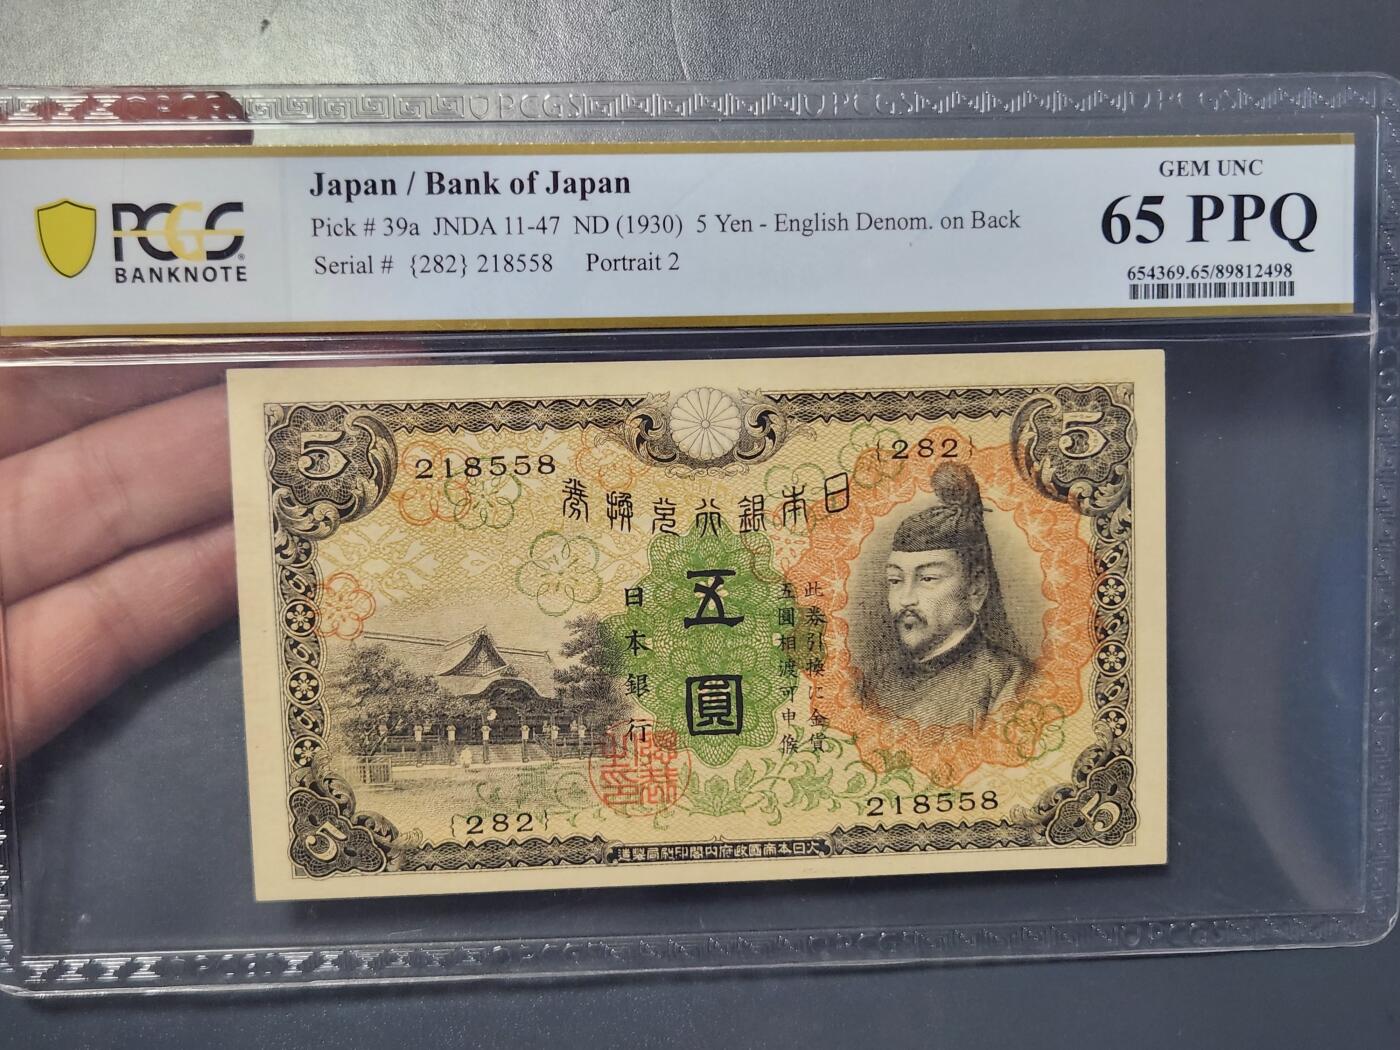 PCGS
BANKNOTE
Japan / Bank of Japan
Pick # 39a JNDA 11-47 ND (1930) 5 Yen - English Denom. on Back
Serial # {282} 218558 Portrait 2
GEM UNC
65 PPQ
654369.65/89812498
5
5
218558
{282}
日本銀行兌換券
五圓
日本銀行
此券引換に金貨
五圓相渡可申候
{282}
218558
5
5
大日本帝國政府内閣印刷局製造